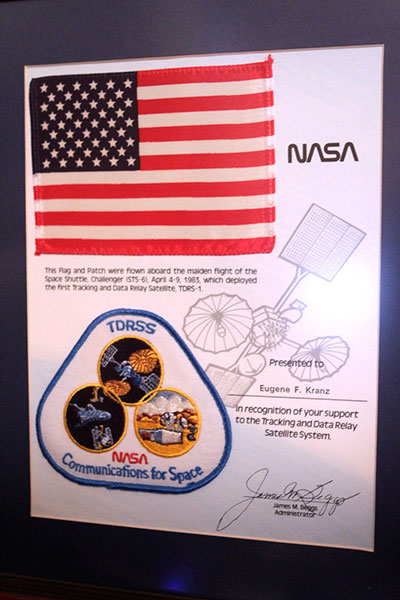 NASA
This Flag and Patch were flown aboard the maiden flight of the
Space Shuttle, Challenger (STS-6), April 4-9, 1983, which deployed
the first Tracking and Data Relay Satellite, TDRS-1.
TDRSS
NASA
Communications for Space
Presented to
Eugene F. Kranz
in recognition of your support
to the Tracking and Data Relay
Satellite System.
James M. Beggs
James M. Beggs
Administrator